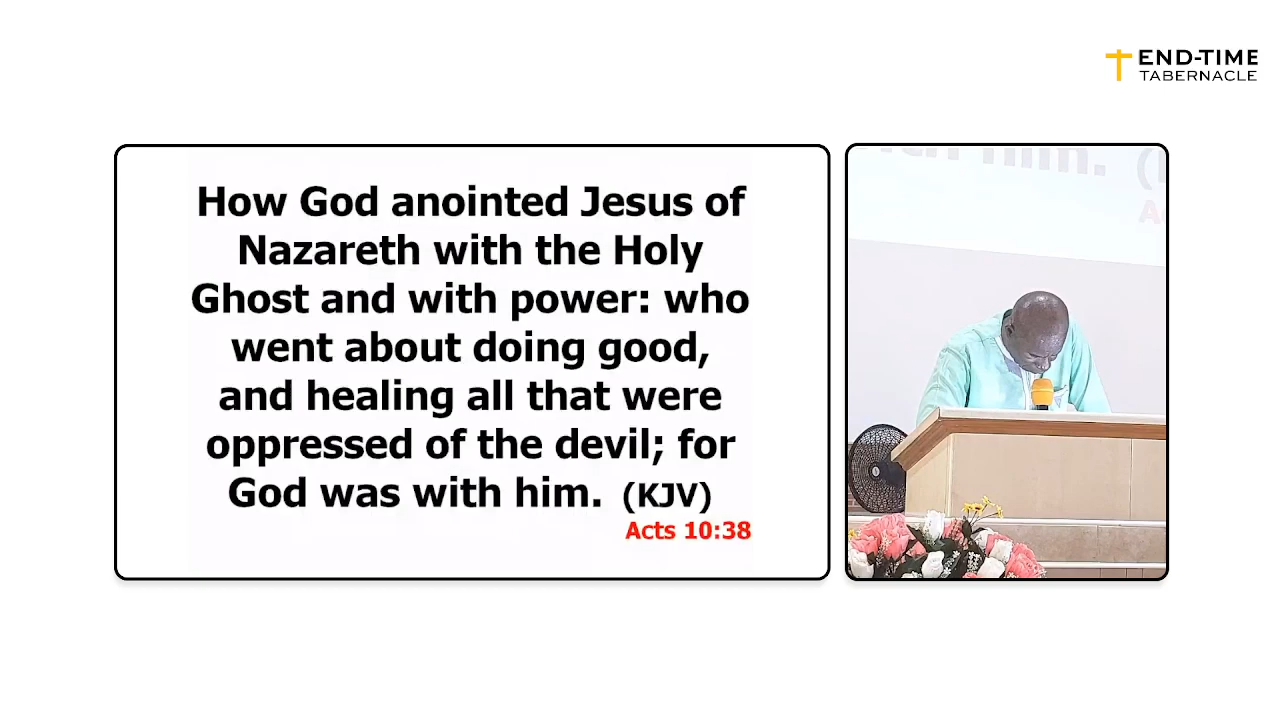 END-TIME
TABERNACLE
How God anointed Jesus of
Nazareth with the Holy
Ghost and with power: who
went about doing good,
and healing all that were
oppressed of the devil; for
God was with him. (KJV)
Acts 10:38
him. (